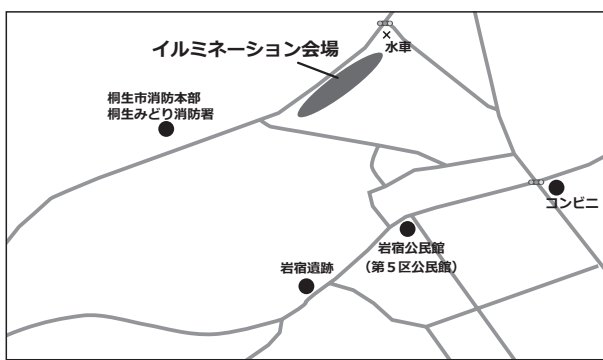 イルミネーション会場
水車
桐生市消防本部
桐生みどり消防署
コンビニ
岩宿公民館
（第５区公民館）
岩宿遺跡